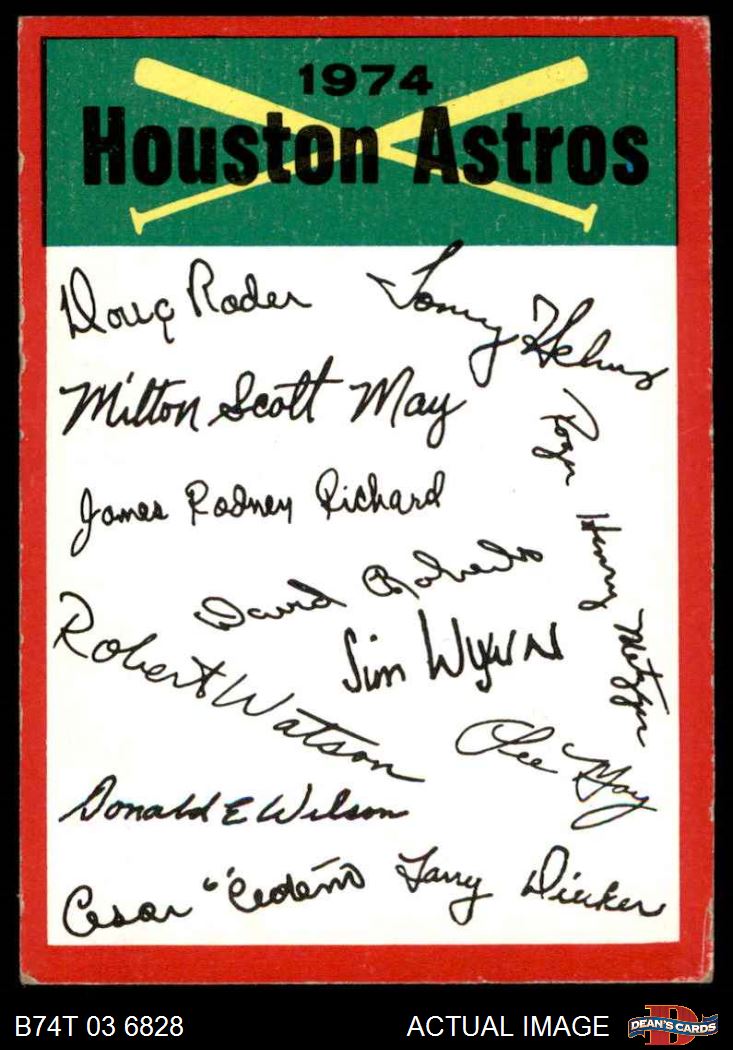 1974
Houston Astros
Doug Rader
Tommy Helms
Milton Scott May
Roger Henry Metzger
James Rodney Richard
David Roberts
Jim Wynn
Robert Watson
Lee May
Donald E Wilson
Cesar "Cedeño
Larry Dierker
B74T 03 6828
ACTUAL IMAGE
D
DEAN'S CARDS